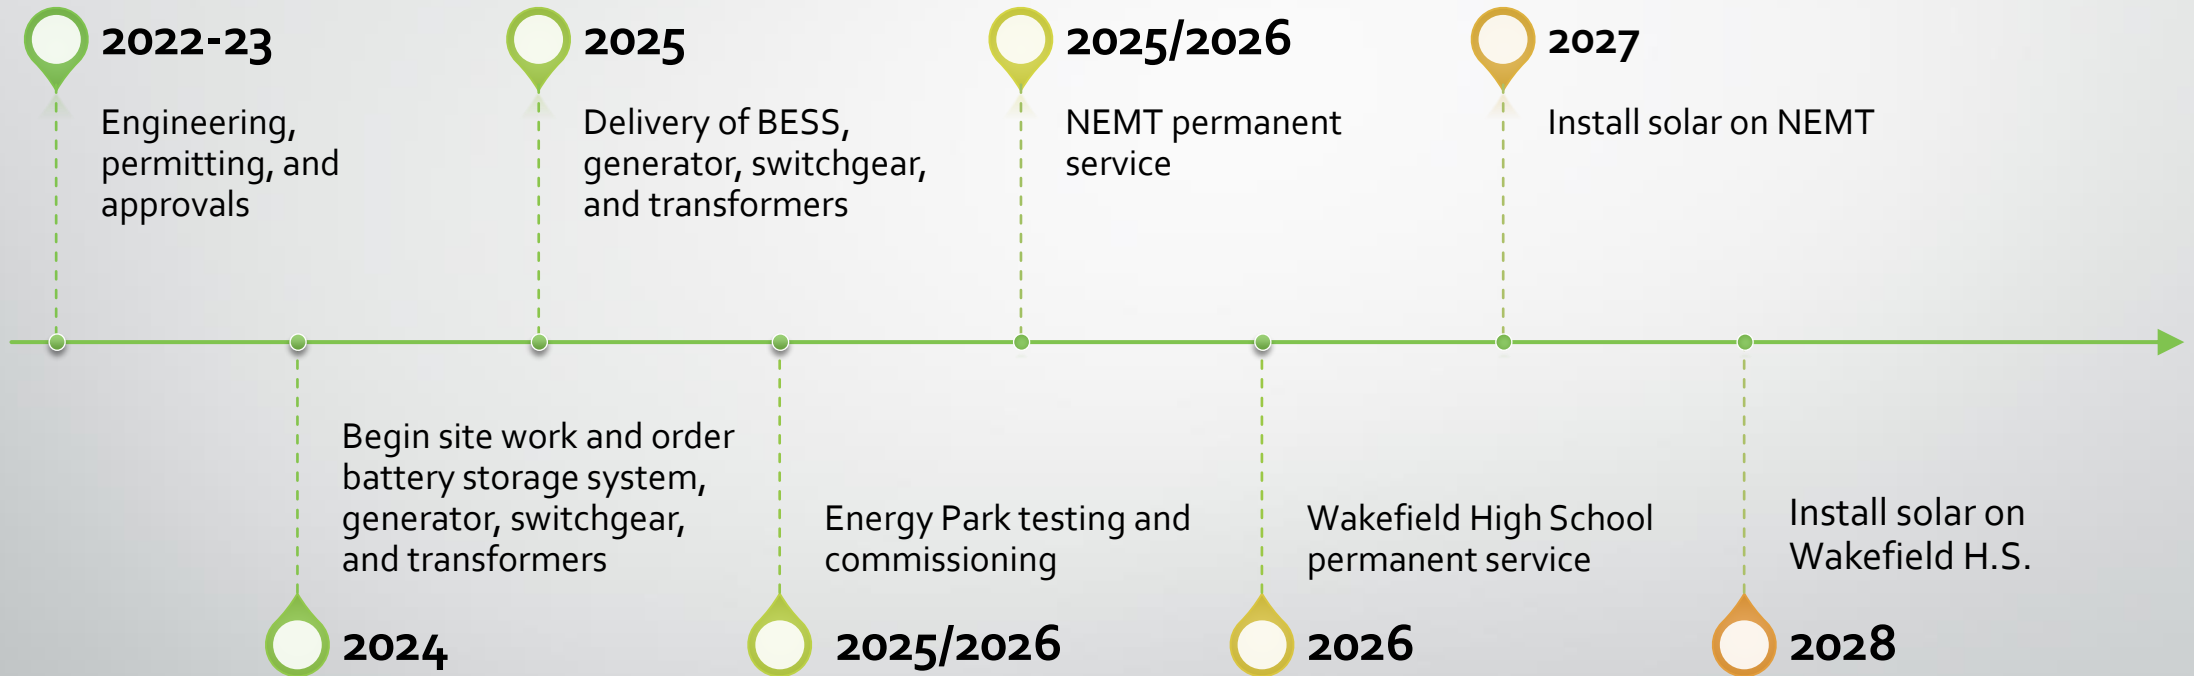 2022-23
Engineering,
permitting, and
approvals
2025
Delivery of BESS,
generator, switchgear,
and transformers
2025/2026
NEMT permanent
service
2027
Install solar on NEMT
Begin site work and order
battery storage system,
generator, switchgear,
and transformers
2024
Energy Park testing and
commissioning
2025/2026
Wakefield High School
permanent service
2026
Install solar on
Wakefield H.S.
2028